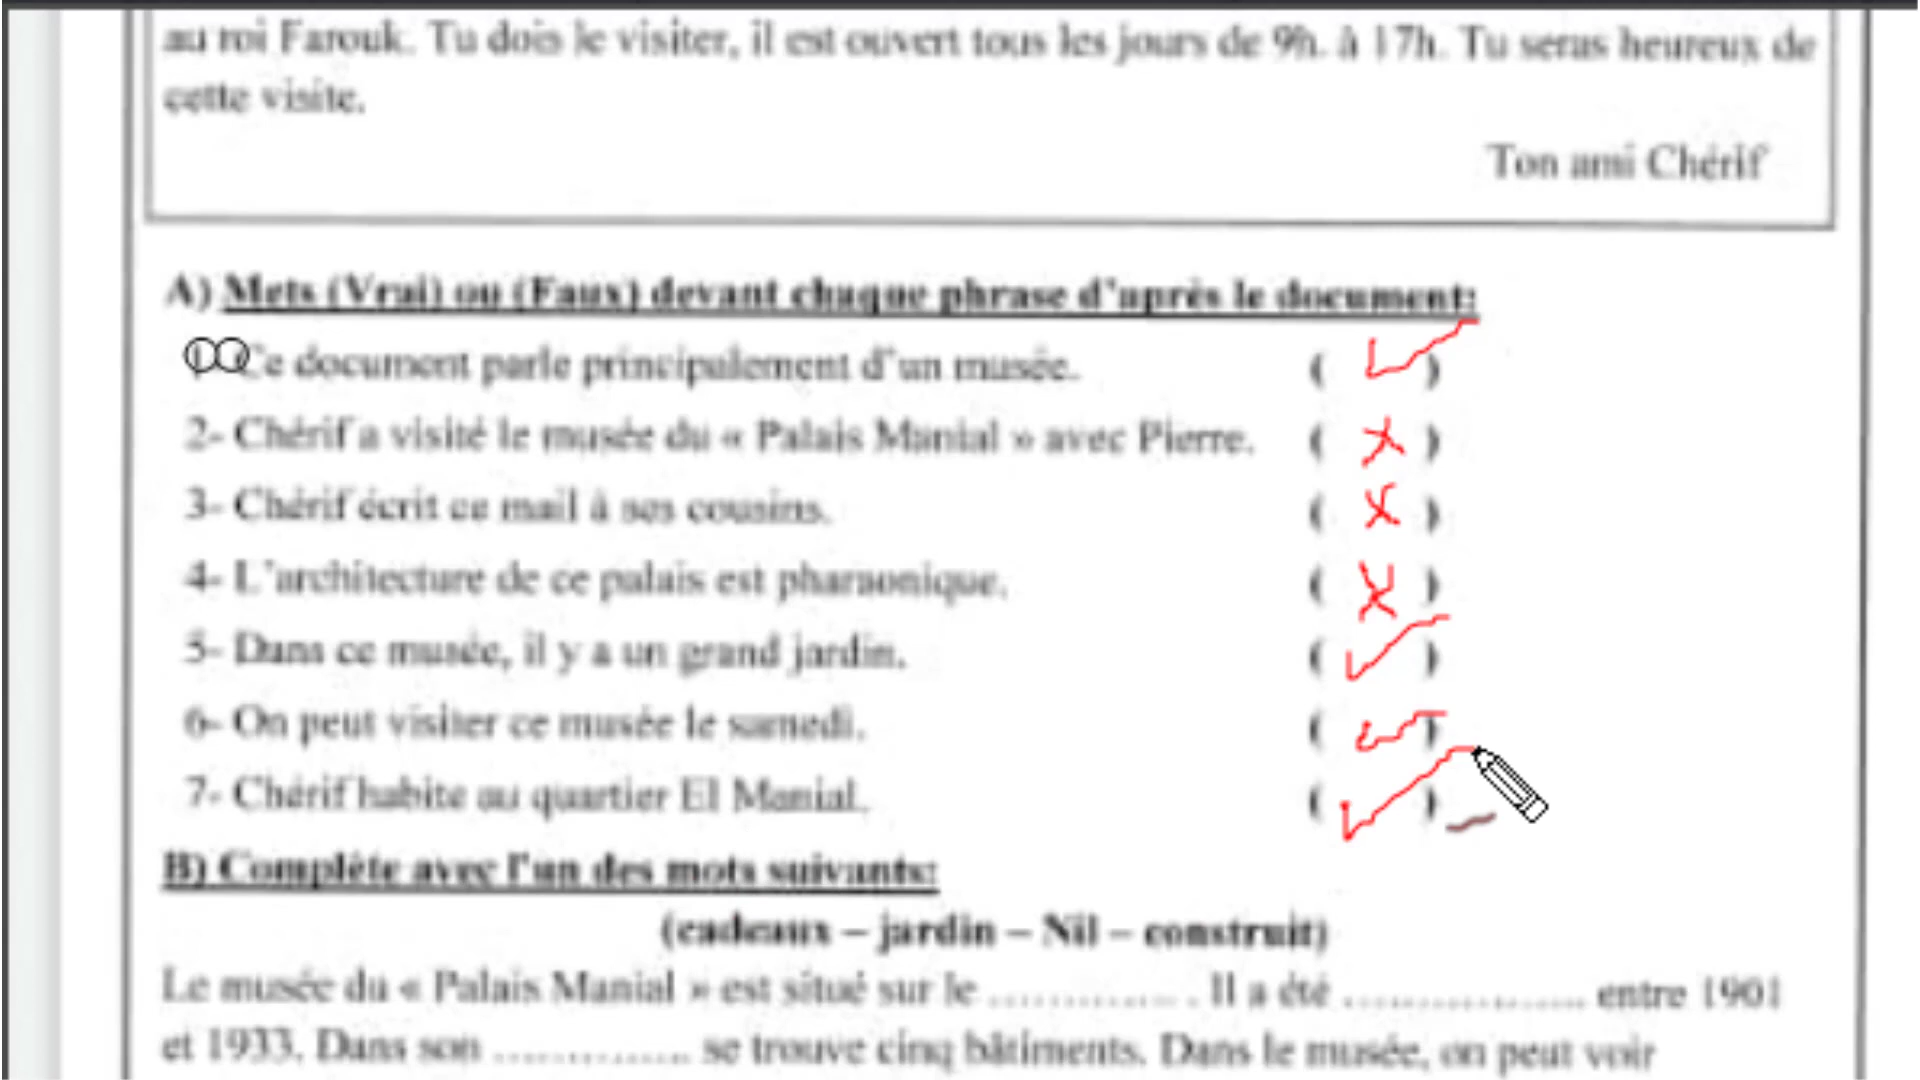 au roi Farouk. Tu dois le visiter, il est ouvert tous les jours de 9h. à 17h. Tu seras heureux de
cette visite.
Ton ami Chérif
A) Mets (Vrai) ou (Faux) devant chaque phrase d'après le document:
1- Ce document parle principalement d'un musée. ( ✓ )
2- Chérif a visité le musée du « Palais Manial » avec Pierre. ( x )
3- Chérif écrit ce mail à ses cousins. ( x )
4- L'architecture de ce palais est pharaonique. ( x )
5- Dans ce musée, il y a un grand jardin. ( ✓ )
6- On peut visiter ce musée le samedi. ( ✓ )
7- Chérif habite au quartier El Manial. ( ✓ )
B) Complète avec l'un des mots suivants:
(cadeaux – jardin – Nil – construit)
Le musée du « Palais Manial » est situé sur le ............... . Il a été .................. entre 1901
et 1933. Dans son ............... se trouve cinq bâtiments. Dans le musée, on peut voir